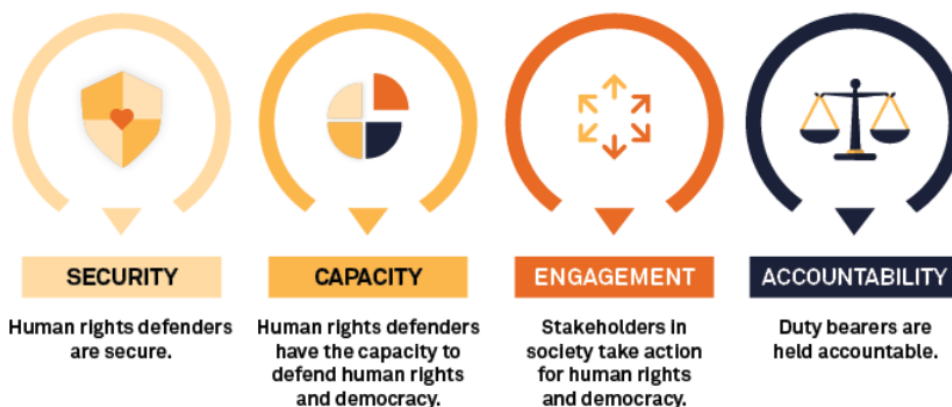 SECURITY
Human rights defenders
are secure.
CAPACITY
Human rights defenders
have the capacity to
defend human rights
and democracy.
ENGAGEMENT
Stakeholders in
society take action
for human rights
and democracy.
ACCOUNTABILITY
Duty bearers are
held accountable.